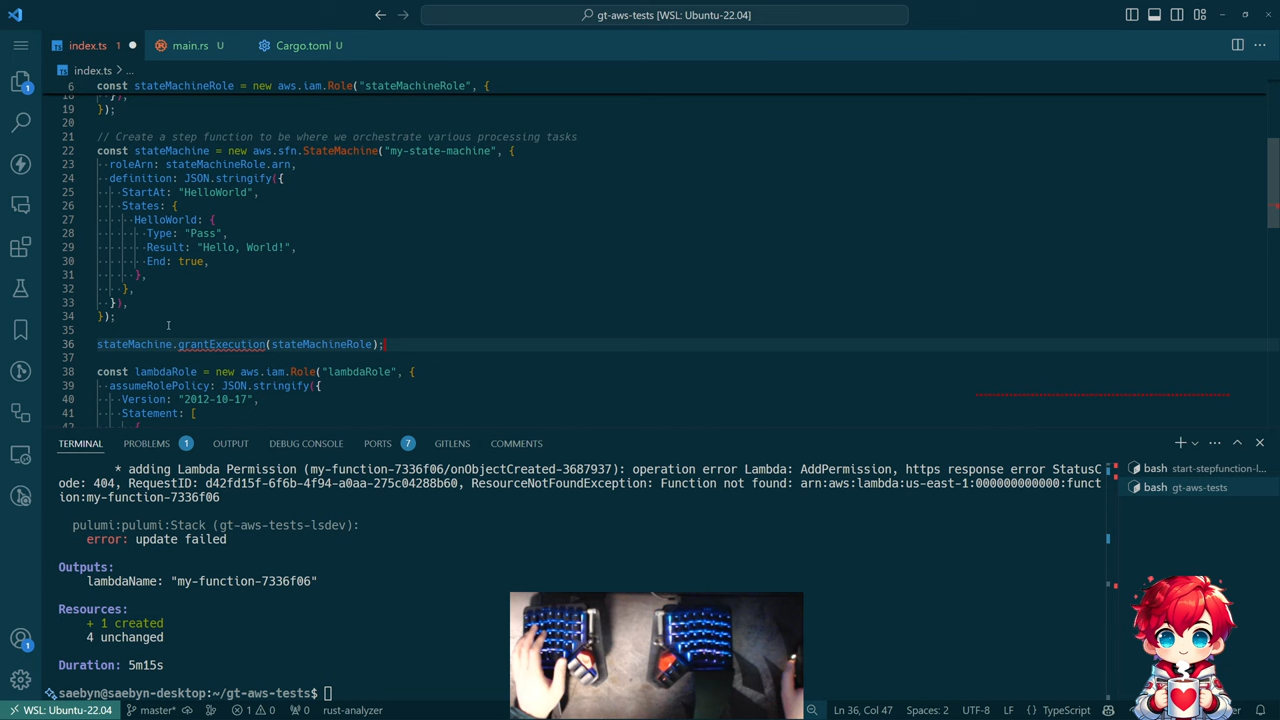 gt-aws-tests [WSL: Ubuntu-22.04]
index.ts 1
main.rs U
Cargo.toml U
index.ts > ...
6 const stateMachineRole = new aws.iam.Role("stateMachineRole", {
18 });
19 });
20
21 // Create a step function to be where we orchestrate various processing tasks
22 const stateMachine = new aws.sfn.StateMachine("my-state-machine", {
23 roleArn: stateMachineRole.arn,
24 definition: JSON.stringify({
25 StartAt: "HelloWorld",
26 States: {
27 HelloWorld: {
28 Type: "Pass",
29 Result: "Hello, World!",
30 End: true,
31 },
32 },
33 }),
34 });
35
36 stateMachine.grantExecution(stateMachineRole);
37
38 const lambdaRole = new aws.iam.Role("lambdaRole", {
39 assumeRolePolicy: JSON.stringify({
40 Version: "2012-10-17",
41 Statement: [
42 {
TERMINAL PROBLEMS 1 OUTPUT DEBUG CONSOLE PORTS 7 GITLENS COMMENTS
* adding Lambda Permission (my-function-7336f06/onObjectCreated-3687937): operation error Lambda: AddPermission, https response error StatusC
ode: 404, RequestID: d42fd15f-6f6b-4f94-a0aa-275c04288b60, ResourceNotFoundException: Function not found: arn:aws:lambda:us-east-1:000000000000:funct
ion:my-function-7336f06
pulumi:pulumi:Stack (gt-aws-tests-lsdev):
error: update failed
Outputs:
lambdaName: "my-function-7336f06"
Resources:
+ 1 created
4 unchanged
Duration: 5m15s
saebyn@saebyn-desktop:~/gt-aws-tests$
bash start-stepfunction-l...
bash gt-aws-tests
1
1
WSL: Ubuntu-22.04 master* 1 0 0 rust-analyzer
Ln 36, Col 47 Spaces: 2 UTF-8 LF {} TypeScript